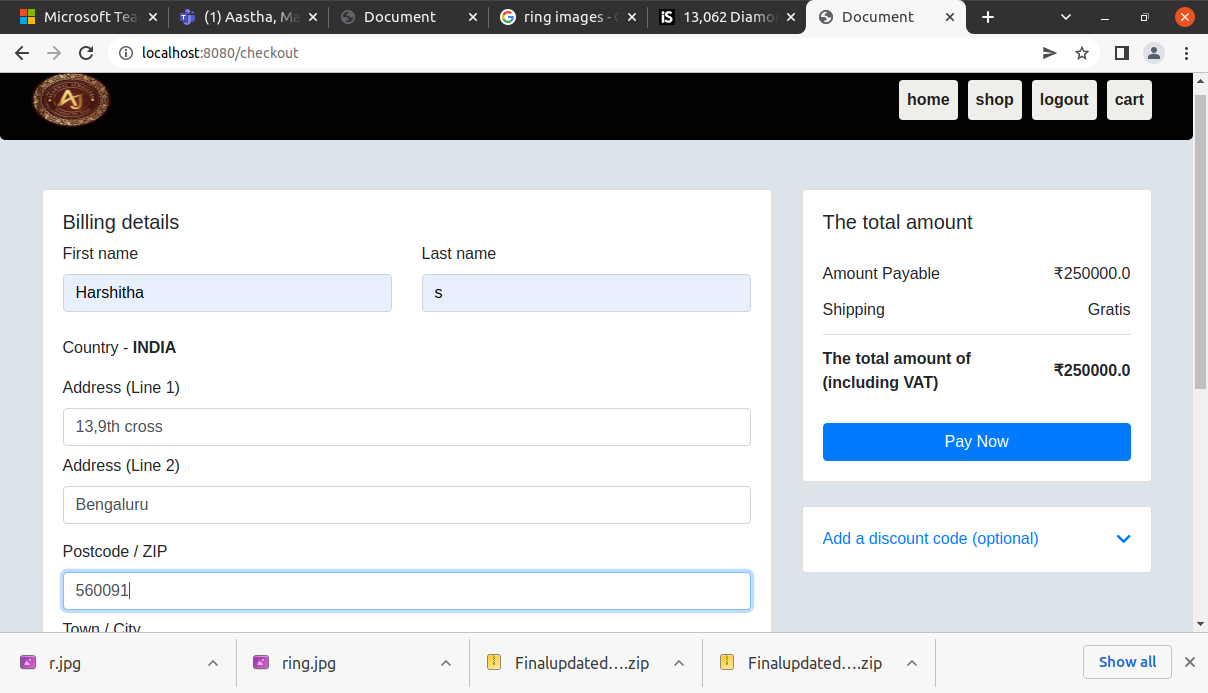 Microsoft Tea
(1) Aastha, Ma
Document
ring images - G
13,062 Diamo
Document
localhost:8080/checkout
AJ
home
shop
logout
cart
Billing details
First name
Last name
Harshitha
s
Country - INDIA
Address (Line 1)
13,9th cross
Address (Line 2)
Bengaluru
Postcode / ZIP
560091
Town / City
The total amount
Amount Payable
₹250000.0
Shipping
Gratis
The total amount of
(including VAT)
₹250000.0
Pay Now
Add a discount code (optional)
r.jpg
ring.jpg
Finalupdated….zip
Finalupdated….zip
Show all